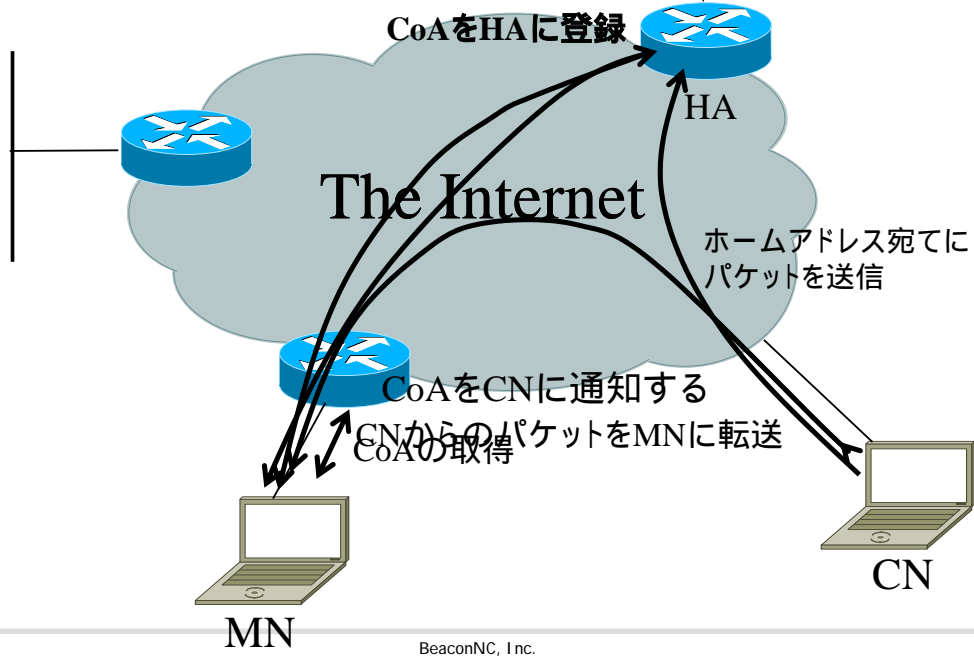 CoAをHAに登録
HA
The Internet
ホームアドレス宛てに
パケットを送信
CoAをCNに通知する
CNからのパケットをMNに転送
CoAの取得
CN
MN
BeaconNC, Inc.